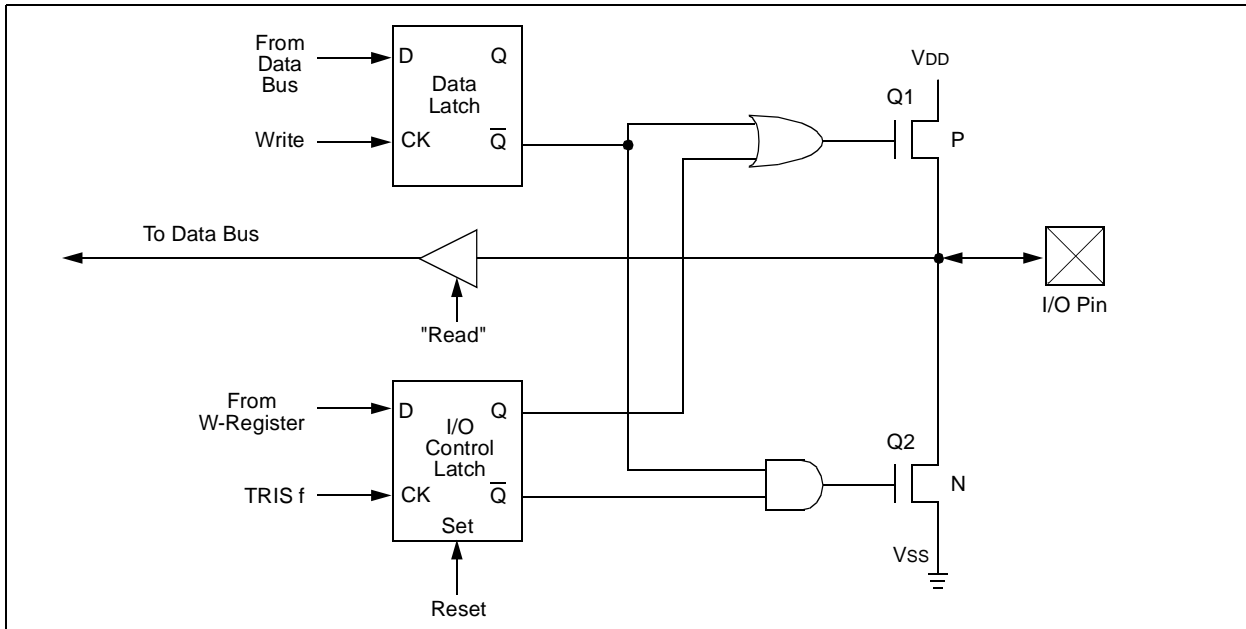 From
Data
Bus
D
Q
Data
Latch
Write
CK
Q̅
VDD
Q1
P
To Data Bus
"Read"
I/O Pin
From
W-Register
D
Q
I/O
Control
Latch
TRIS f
CK
Q̅
Set
Reset
Q2
N
VSS